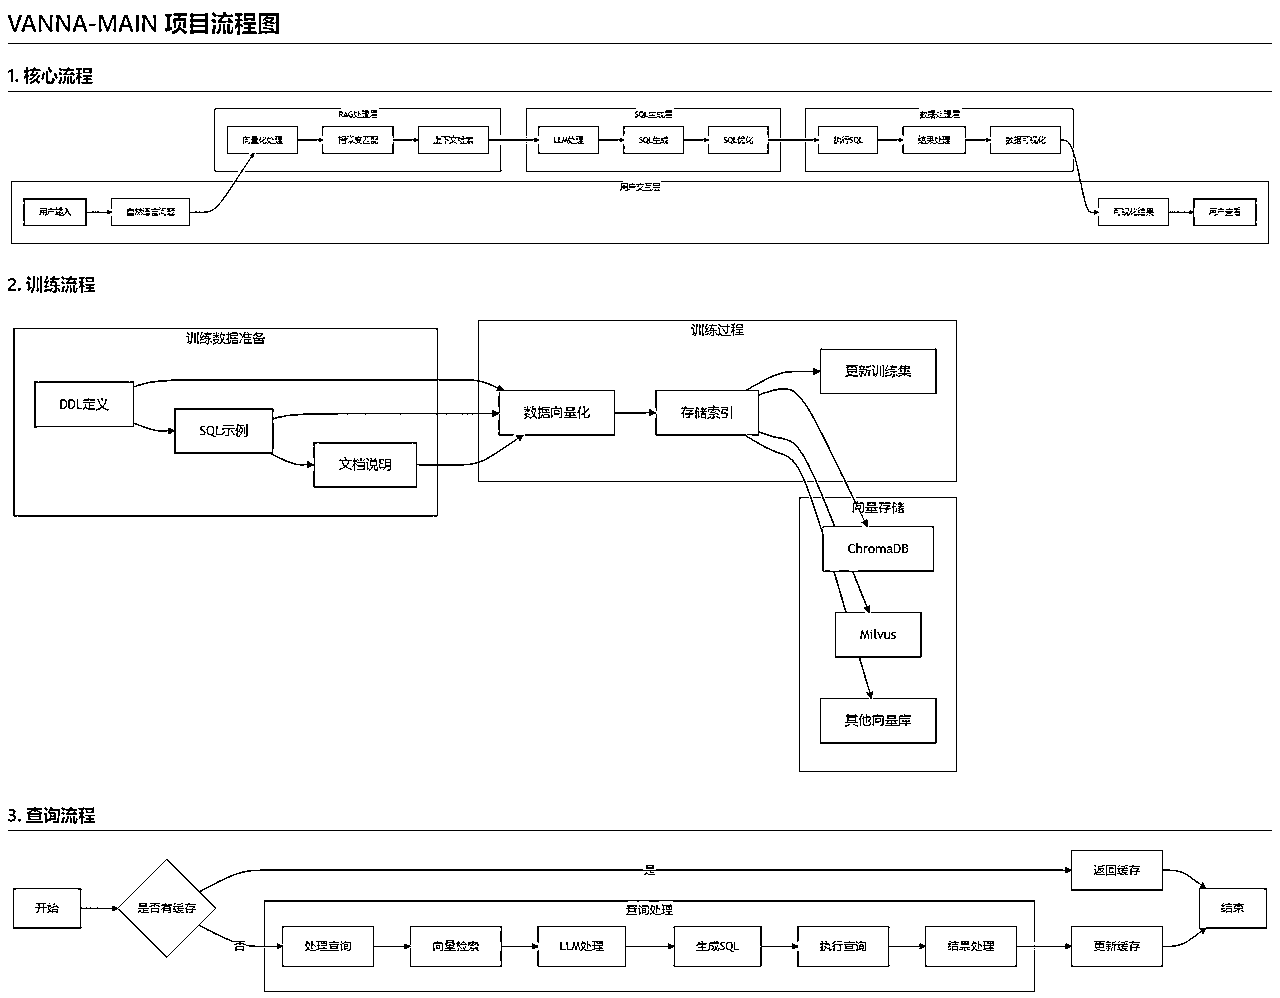 VANNA-MAIN 项目流程图
1. 核心流程
RAG处理层
SQL生成层
数据处理层
向量化处理
相似度匹配
上下文检索
LLM处理
SQL生成
SQL优化
执行SQL
结果处理
数据可视化
用户交互层
用户输入
自然语言问题
可视化结果
用户查看
2. 训练流程
训练数据准备
训练过程
DDL定义
SQL示例
文档说明
数据向量化
存储索引
更新训练集
向量存储
ChromaDB
Milvus
其他向量库
3. 查询流程
是
返回缓存
开始
是否有缓存
结束
查询处理
否
处理查询
向量检索
LLM处理
生成SQL
执行查询
结果处理
更新缓存